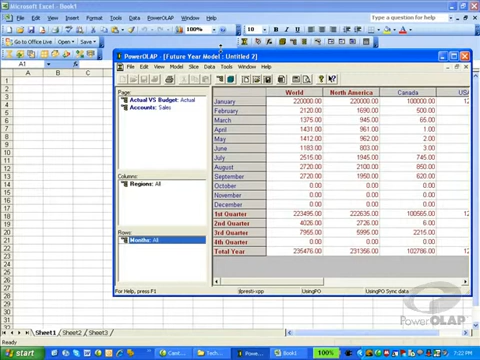 Microsoft Excel - Book1
File Edit View Insert Format Tools Data Window Help
100%
10
Go to Office Live Open Save
A1
PowerOLAP - [Future Year Model : Untitled 2]
File Edit View Model Slice Data Tools Window Help
A B C
Page:
Actual VS Budget: Actual
Accounts: Sales
Columns:
Regions: All
Rows:
Months: All
World North America Canada USA
January 220000.00 220000.00 100000.00
February 2120.00 1690.00 500.00
March 1375.00 945.00 65.00
April 1431.00 961.00 1.00
May 1412.00 962.00 2.00
June 1183.00 803.00 3.00
July 2515.00 1945.00 745.00
August 2720.00 2100.00 850.00
September 2720.00 1950.00 620.00
October 0.00 0.00 0.00
November 0.00 0.00 0.00
December 0.00 0.00 0.00
1st Quarter 223495.00 222635.00 100565.00
2nd Quarter 4026.00 2726.00 6.00
3rd Quarter 7955.00 5995.00 2215.00
4th Quarter 0.00 0.00 0.00
Total Year 235476.00 231356.00 102786.00
For Help, press F1 UsingPO UsingPO Sync data
Sheet1 Sheet2 Sheet3
Ready
PowerOLAP
start 100% 7:22 PM